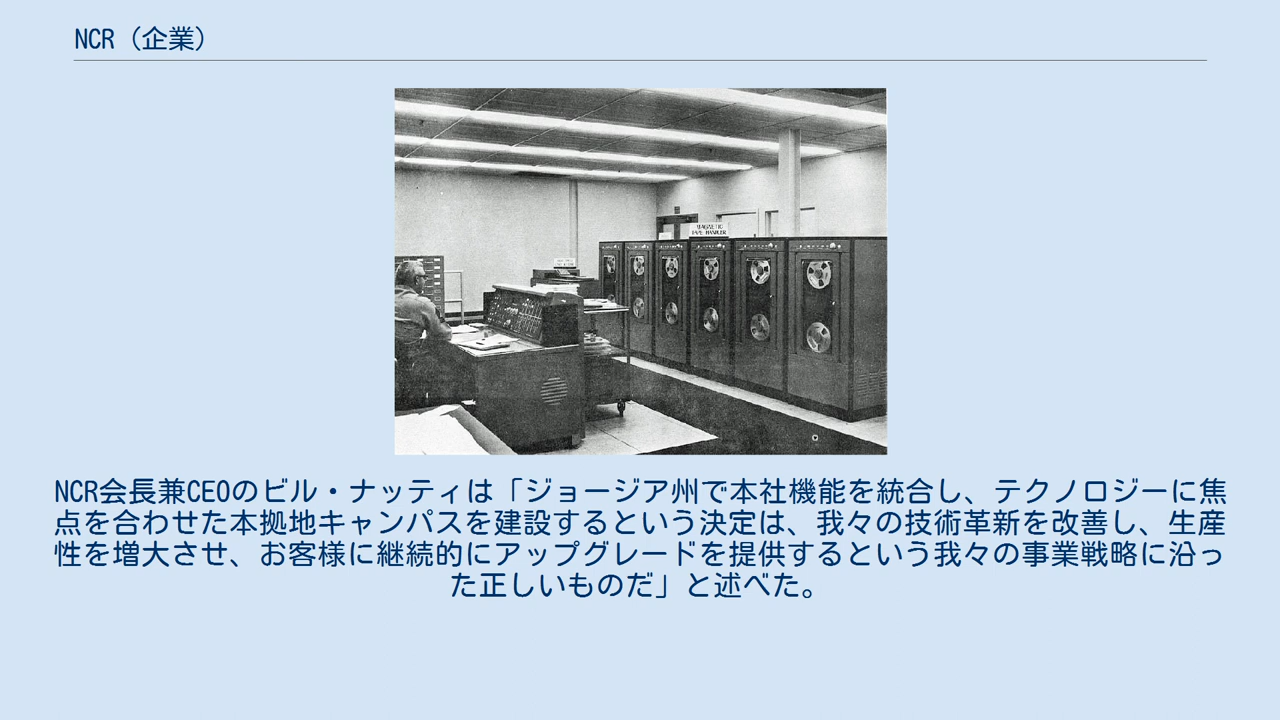 NCR（企業）
MAGNETIC
TAPE HANDLER
NCR会長兼CEOのビル・ナッティは「ジョージア州で本社機能を統合し、テクノロジーに焦
点を合わせた本拠地キャンパスを建設するという決定は、我々の技術革新を改善し、生産
性を増大させ、お客様に継続的にアップグレードを提供するという我々の事業戦略に沿っ
た正しいものだ」と述べた。